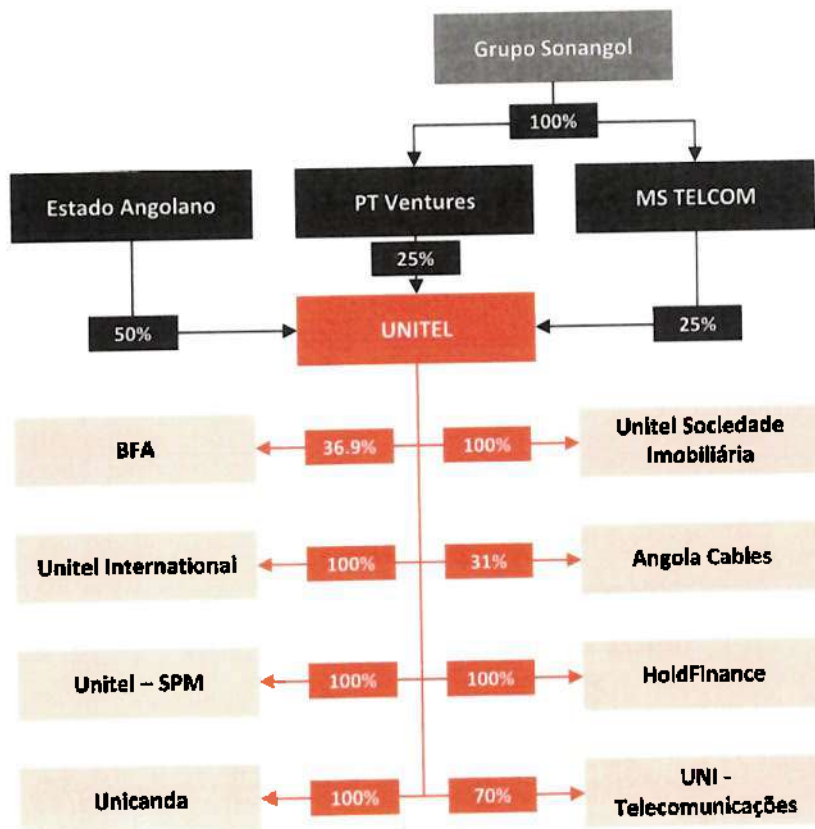 Grupo Sonangol
100%
Estado Angolano
PT Ventures
MS TELCOM
25%
50%
UNITEL
25%
BFA
36.9%
100%
Unitel Sociedade
Imobiliária
Unitel International
100%
31%
Angola Cables
Unitel – SPM
100%
100%
HoldFinance
Unicanda
100%
70%
UNI -
Telecomunicações